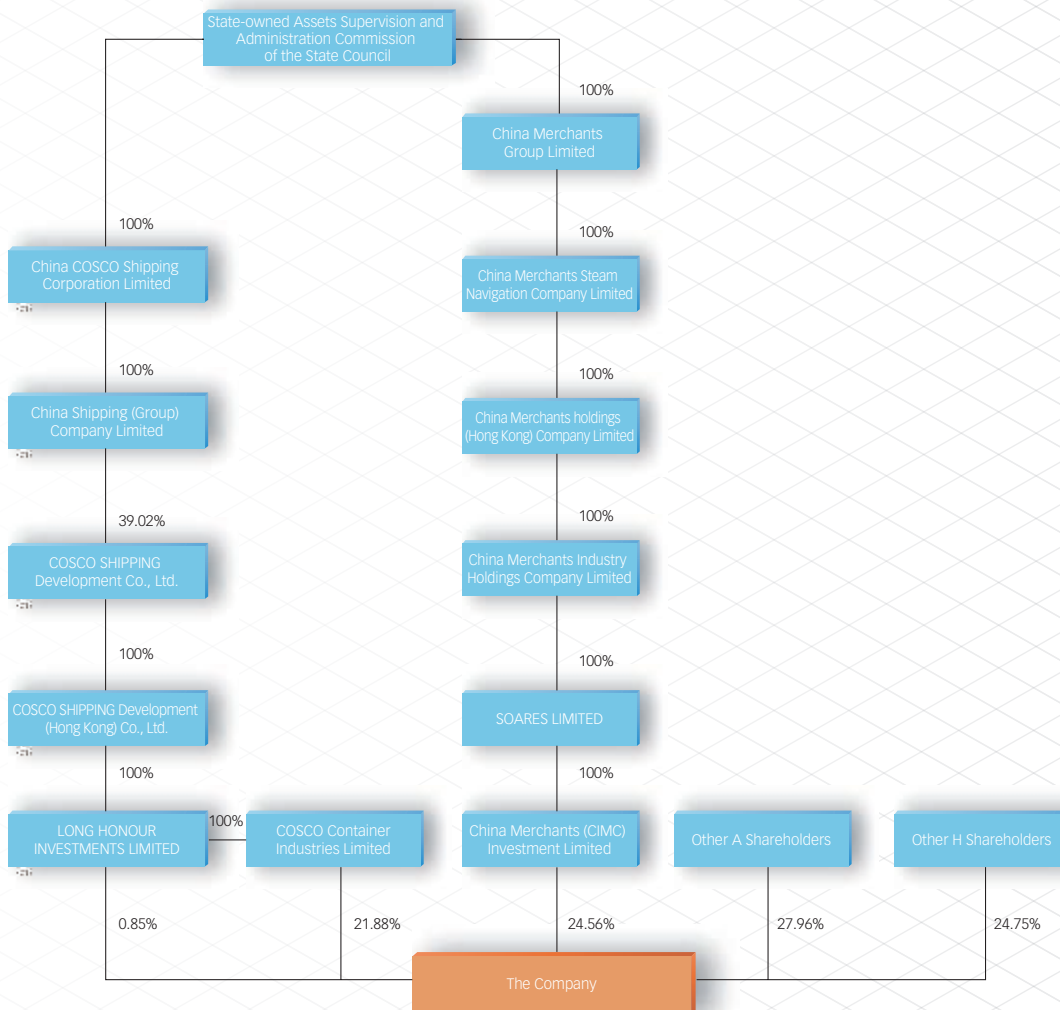 State-owned Assets Supervision and
Administration Commission
of the State Council
100%
China Merchants
Group Limited
100%
100%
China COSCO Shipping
Corporation Limited
China Merchants Steam
Navigation Company Limited
100%
100%
China Shipping (Group)
Company Limited
China Merchants holdings
(Hong Kong) Company Limited
39.02%
100%
COSCO SHIPPING
Development Co., Ltd.
China Merchants Industry
Holdings Company Limited
100%
100%
COSCO SHIPPING Development
(Hong Kong) Co., Ltd.
SOARES LIMITED
100%
100%
LONG HONOUR
INVESTMENTS LIMITED
100%
COSCO Container
Industries Limited
China Merchants (CIMC)
Investment Limited
Other A Shareholders
Other H Shareholders
0.85%
21.88%
24.56%
27.96%
24.75%
The Company